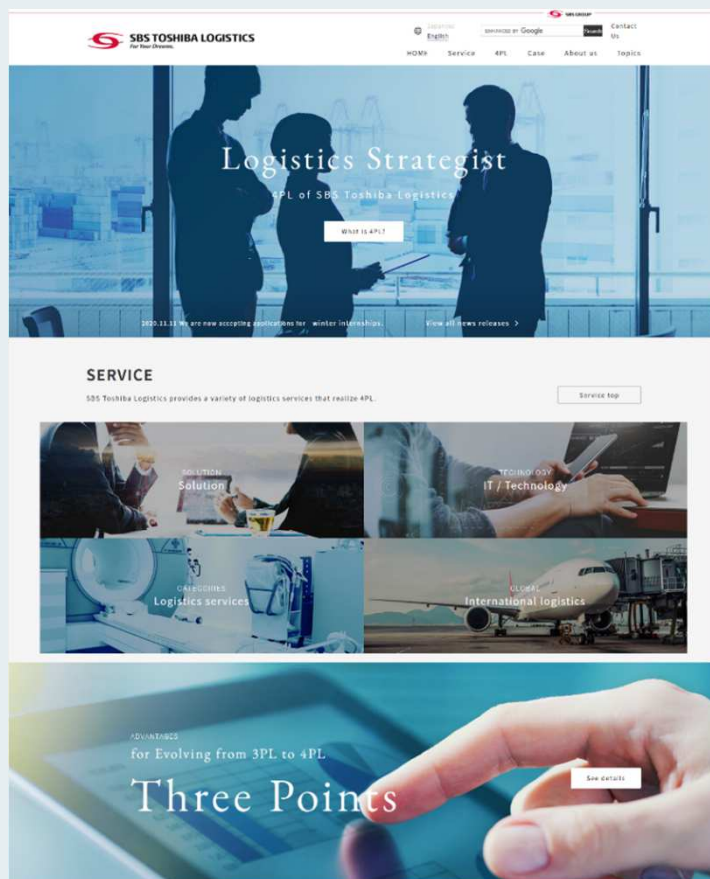 SBS GROUP
SBS TOSHIBA LOGISTICS
For Your Dreams.
English
ENHANCED BY Google
Search
Contact
Us
HOME Service 4PL Case About us Topics
Logistics Strategist
4PL of SBS Toshiba Logistics
What is 4PL?
2020.11.11 We are now accepting applications for winter internships.
View all news releases >
SERVICE
SBS Toshiba Logistics provides a variety of logistics services that realize 4PL.
Service top
SOLUTION
Solution
TECHNOLOGY
IT / Technology
CATEGORIES
Logistics services
GLOBAL
International logistics
ADVANTAGES
for Evolving from 3PL to 4PL
Three Points
See details